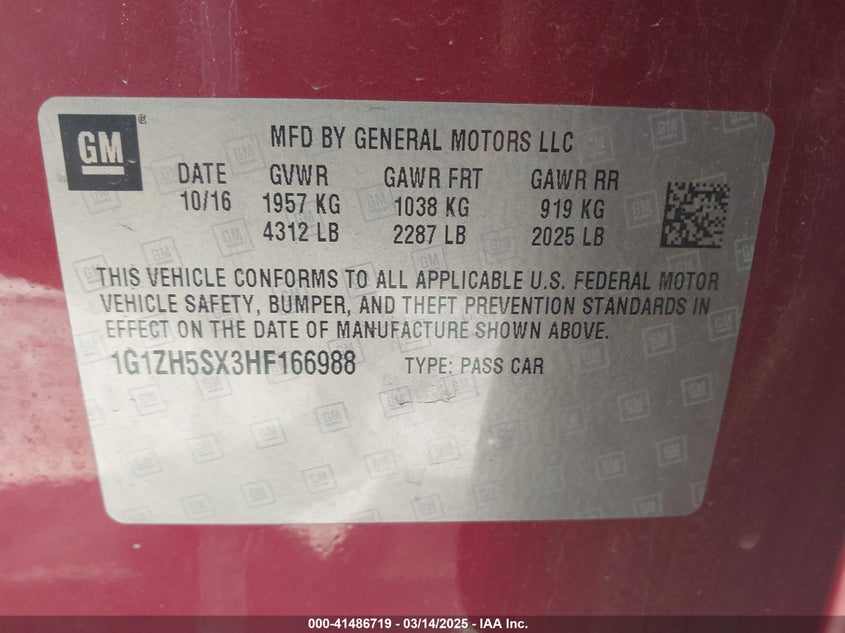 GM®
MFD BY GENERAL MOTORS LLC
DATE GVWR GAWR FRT GAWR RR
10/16 1957 KG 1038 KG 919 KG
4312 LB 2287 LB 2025 LB
THIS VEHICLE CONFORMS TO ALL APPLICABLE U.S. FEDERAL MOTOR
VEHICLE SAFETY, BUMPER, AND THEFT PREVENTION STANDARDS IN
EFFECT ON THE DATE OF MANUFACTURE SHOWN ABOVE.
1G1ZH5SX3HF166988 TYPE: PASS CAR
000-41486719 - 03/14/2025 - IAA Inc.